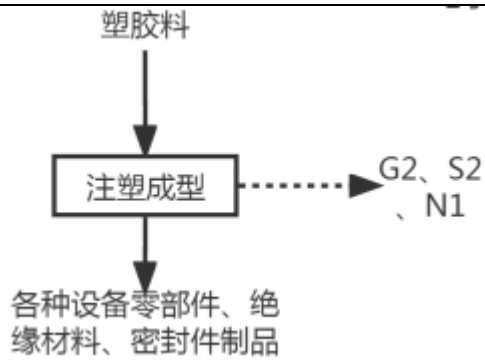 塑胶料
注塑成型
G2、S2
、N1
各种设备零部件、绝
缘材料、密封件制品